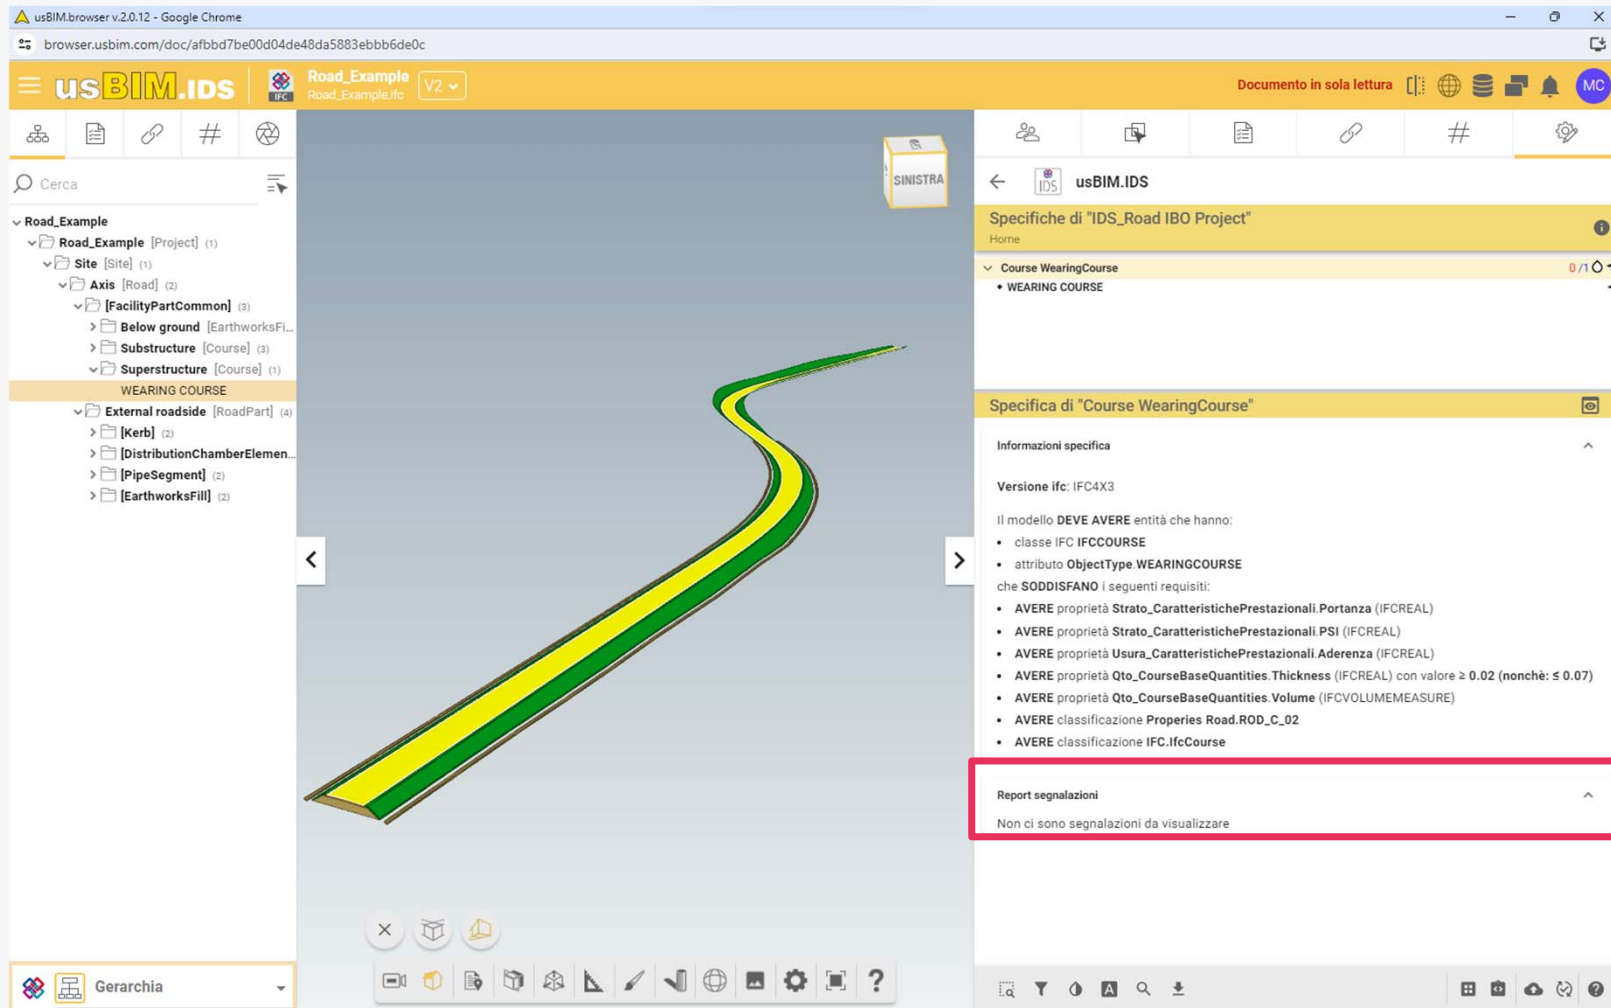 usBIM.browser v.2.0.12 - Google Chrome
browser.usbim.com/doc/afbbd7be00d04de48da5883ebbb6de0c
usBIM.IDS
IFC
Road_Example
Road_Example.ifc
V2
Documento in sola lettura
MC
Cerca
Road_Example
Road_Example [Project] (1)
Site [Site] (1)
Axis [Road] (2)
[FacilityPartCommon] (3)
Below ground [EarthworksFi...
Substructure [Course] (3)
Superstructure [Course] (1)
WEARING COURSE
External roadside [RoadPart] (4)
[Kerb] (2)
[DistributionChamberElemen...
[PipeSegment] (2)
[EarthworksFill] (2)
Gerarchia
SINISTRA
IDS
usBIM.IDS
Specifiche di "IDS_Road IBO Project"
Home
Course WearingCourse 0 /1
• WEARING COURSE
Specifica di "Course WearingCourse"
Informazioni specifica
Versione ifc: IFC4X3
Il modello DEVE AVERE entità che hanno:
• classe IFC IFCCOURSE
• attributo ObjectType.WEARINGCOURSE
che SODDISFANO i seguenti requisiti:
• AVERE proprietà Strato_CaratteristichePrestazionali.Portanza (IFCREAL)
• AVERE proprietà Strato_CaratteristichePrestazionali.PSI (IFCREAL)
• AVERE proprietà Usura_CaratteristichePrestazionali.Aderenza (IFCREAL)
• AVERE proprietà Qto_CourseBaseQuantities.Thickness (IFCREAL) con valore ≥ 0.02 (nonchè: ≤ 0.07)
• AVERE proprietà Qto_CourseBaseQuantities.Volume (IFCVOLUMEMEASURE)
• AVERE classificazione Properies Road.ROD_C_02
• AVERE classificazione IFC.IfcCourse
Report segnalazioni
Non ci sono segnalazioni da visualizzare